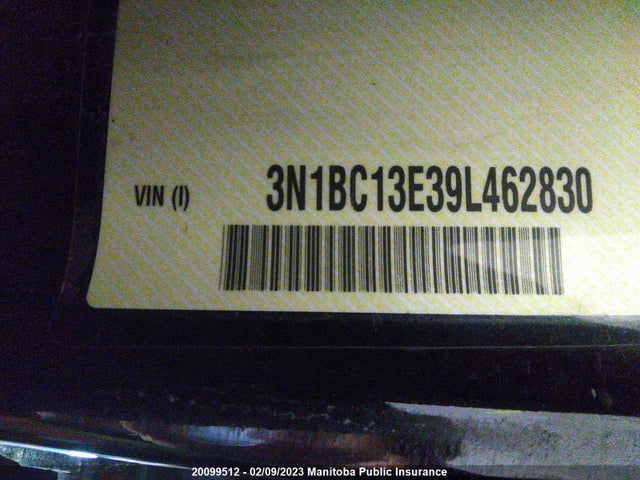 VIN (I) 3N1BC13E39L462830
20099512 - 02/09/2023 Manitoba Public Insurance